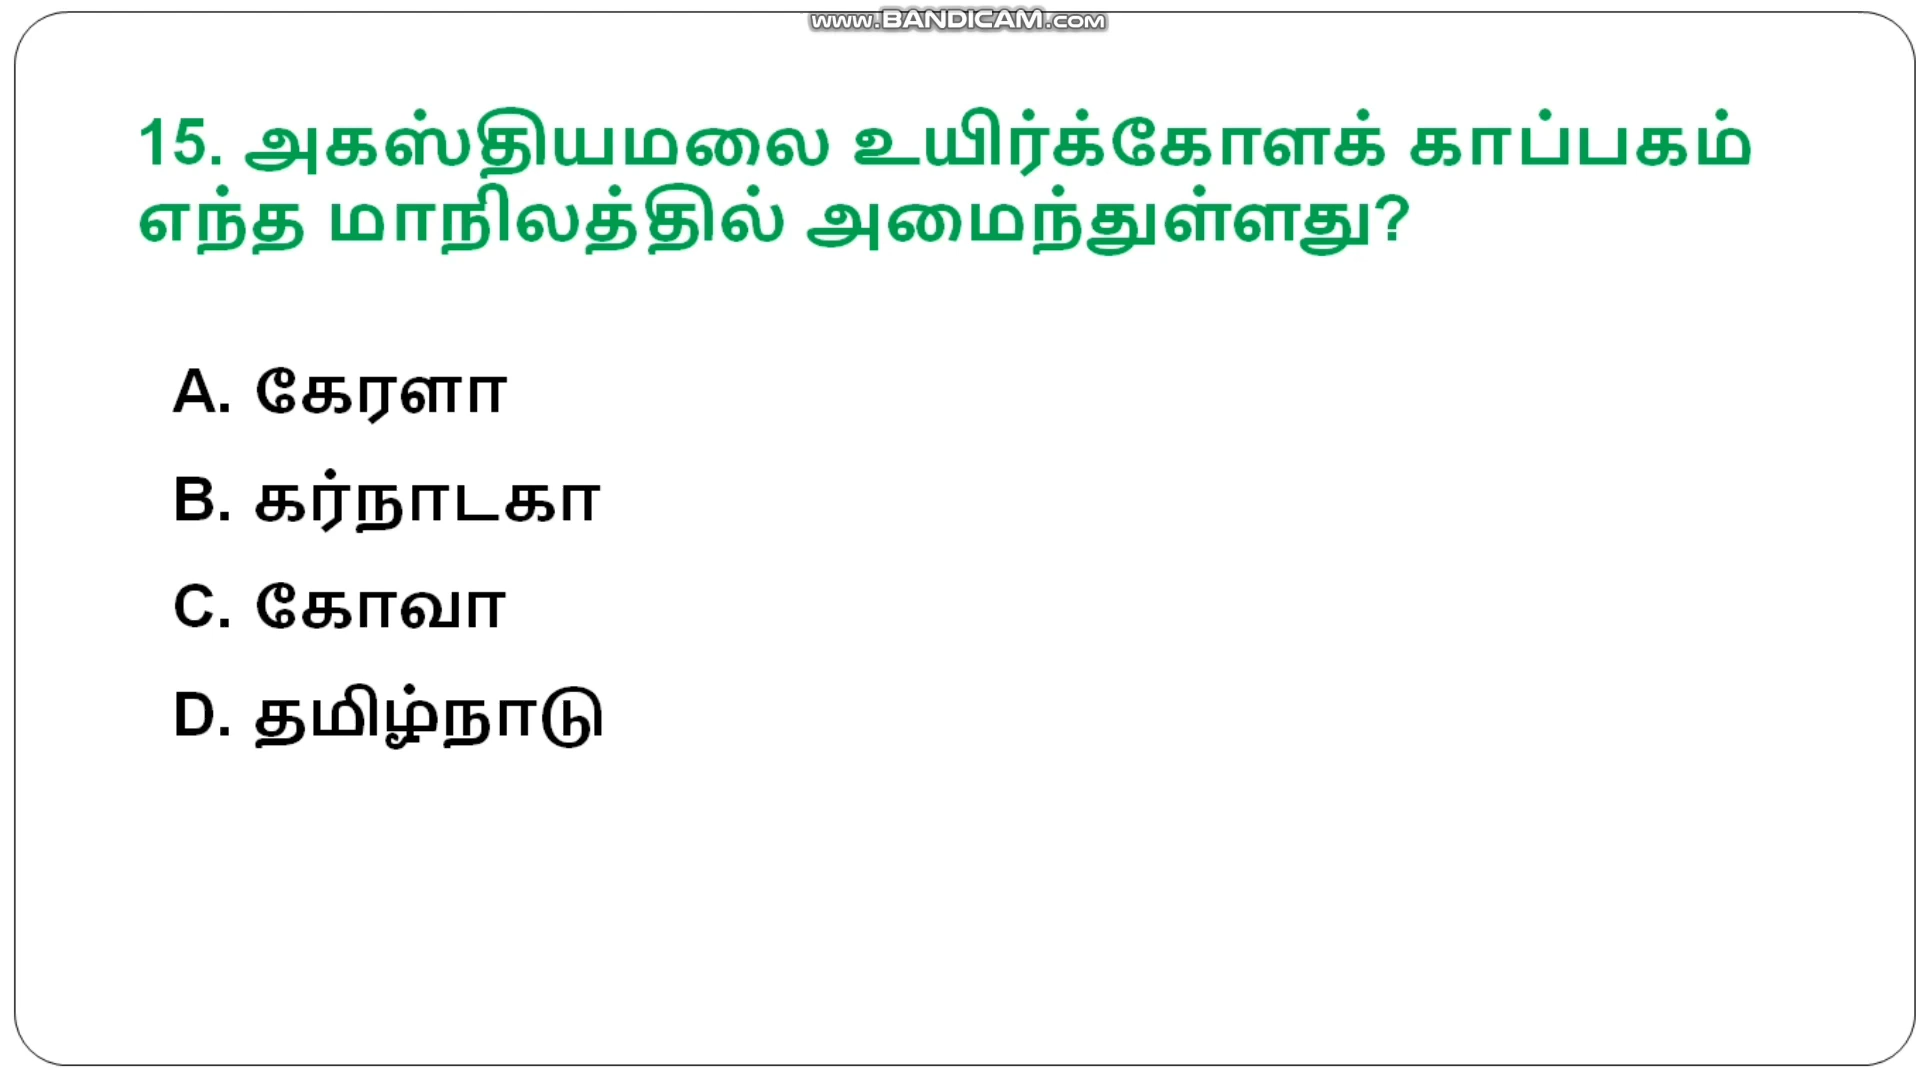 www.BANDICAM.com
15. அகஸ்தியமலை உயிர்க்கோளக் காப்பகம்
எந்த மாநிலத்தில் அமைந்துள்ளது?
A. கேரளா
B. கர்நாடகா
C. கோவா
D. தமிழ்நாடு